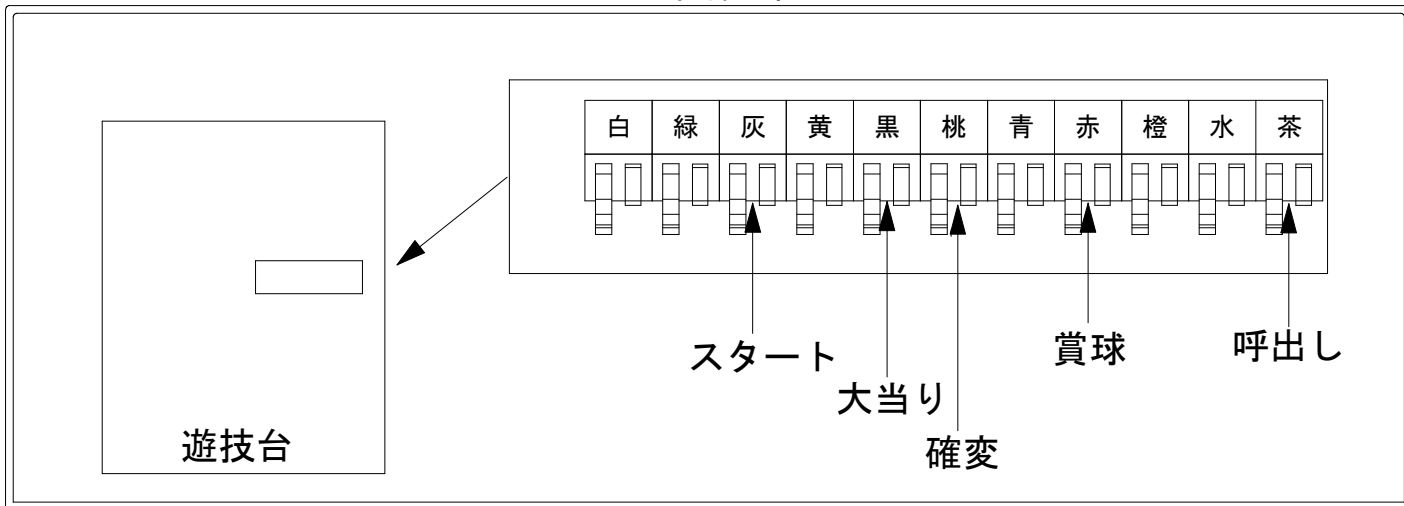 白 緑 灰 黄 黒 桃 青 赤 橙 水 茶
スタート
大当り
確変
賞球
呼出し
遊技台